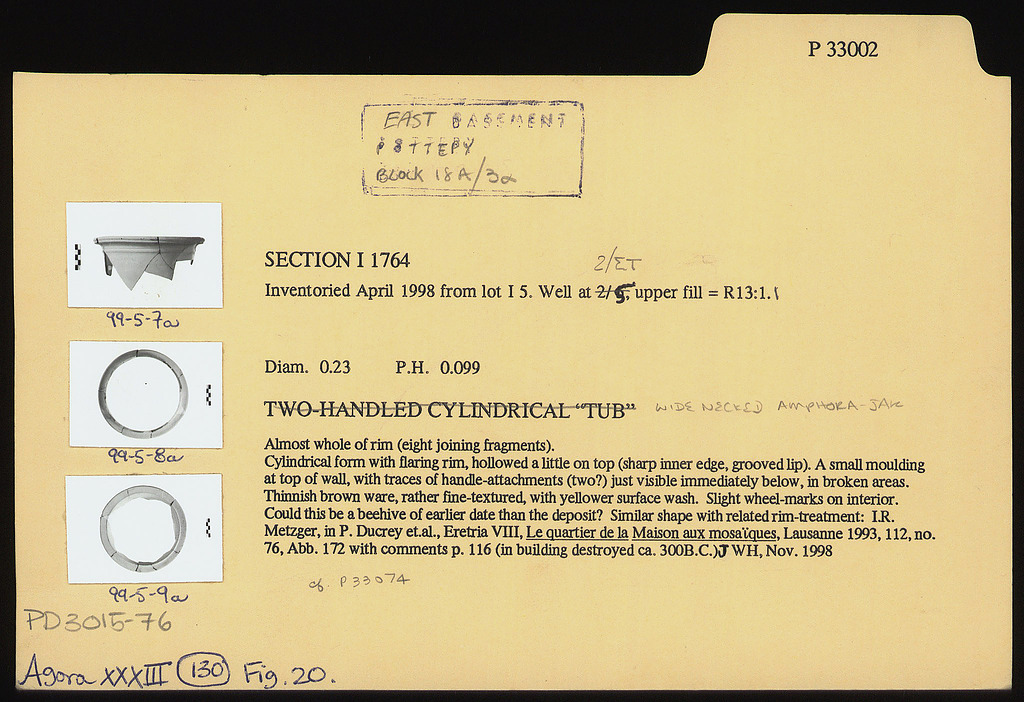 P 33002
EAST BASEMENT
POTTERY
BLOCK 18A/3α
SECTION I 1764
2/ΣΤ
Inventoried April 1998 from lot I 5. Well at 2/5, upper fill = R13:1.1
99-5-7a
Diam. 0.23 P.H. 0.099
TWO-HANDLED CYLINDRICAL "TUB" WIDE NECKED AMPHORA-JAR
99-5-8a
Almost whole of rim (eight joining fragments).
Cylindrical form with flaring rim, hollowed a little on top (sharp inner edge, grooved lip). A small moulding
at top of wall, with traces of handle-attachments (two?) just visible immediately below, in broken areas.
Thinnish brown ware, rather fine-textured, with yellower surface wash. Slight wheel-marks on interior.
Could this be a beehive of earlier date than the deposit? Similar shape with related rim-treatment: I.R.
Metzger, in P. Ducrey et.al., Eretria VIII, Le quartier de la Maison aux mosaïques, Lausanne 1993, 112, no.
76, Abb. 172 with comments p. 116 (in building destroyed ca. 300B.C.)JWH, Nov. 1998
cf. P 33074
99-5-9a
PD3015-76
Agora XXXIII 130 Fig. 20.